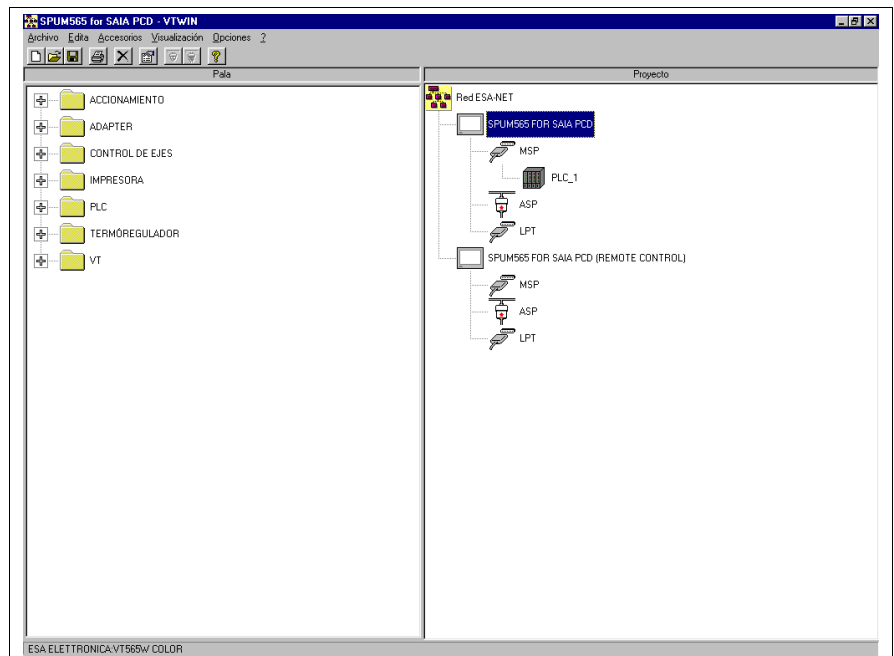 SPUM565 for SAIA PCD - VTWIN
Archivo Edita Accesorios Visualización Opciones ?
Pala
Proyecto
ACCIONAMIENTO
ADAPTER
CONTROL DE EJES
IMPRESORA
PLC
TERMÓREGULADOR
VT
Red ESA-NET
SPUM565 FOR SAIA PCD
MSP
PLC_1
ASP
LPT
SPUM565 FOR SAIA PCD (REMOTE CONTROL)
MSP
ASP
LPT
ESA ELETTRONICA:VT565W COLOR